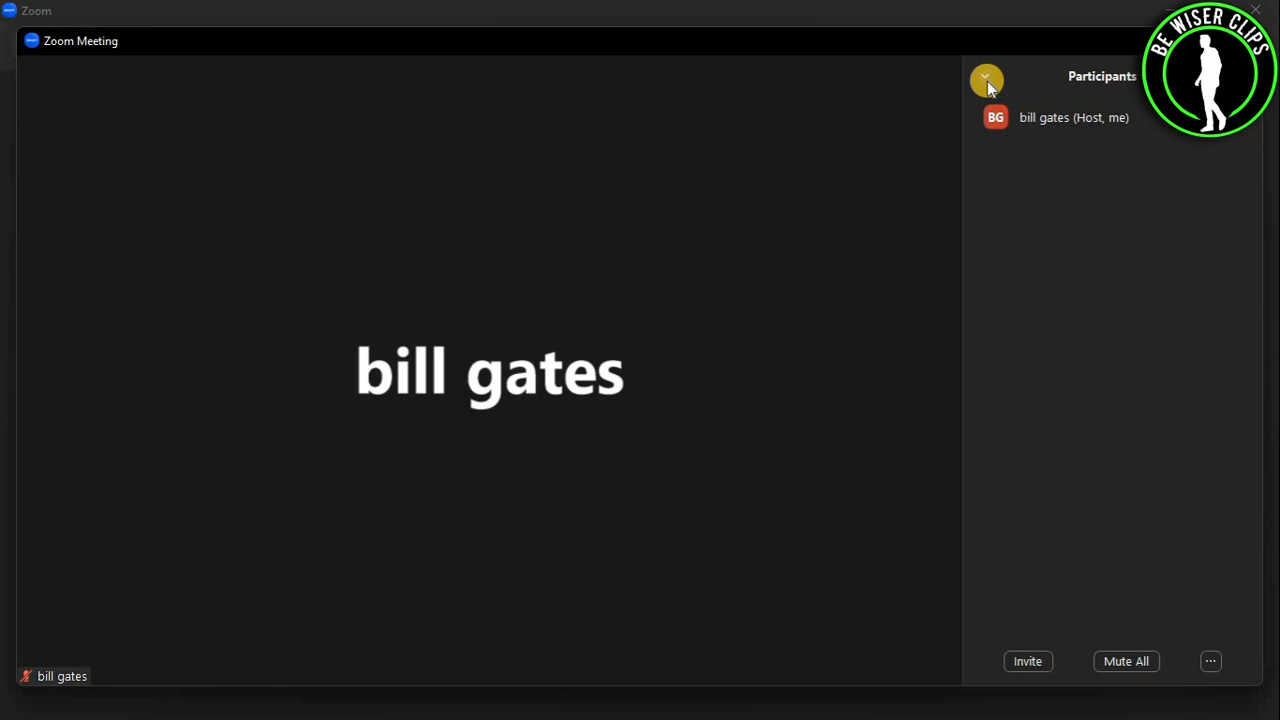 Zoom
zoom
Zoom Meeting
BE WISER CLIPS
Participants
BG bill gates (Host, me)
bill gates
Invite
Mute All
...
bill gates